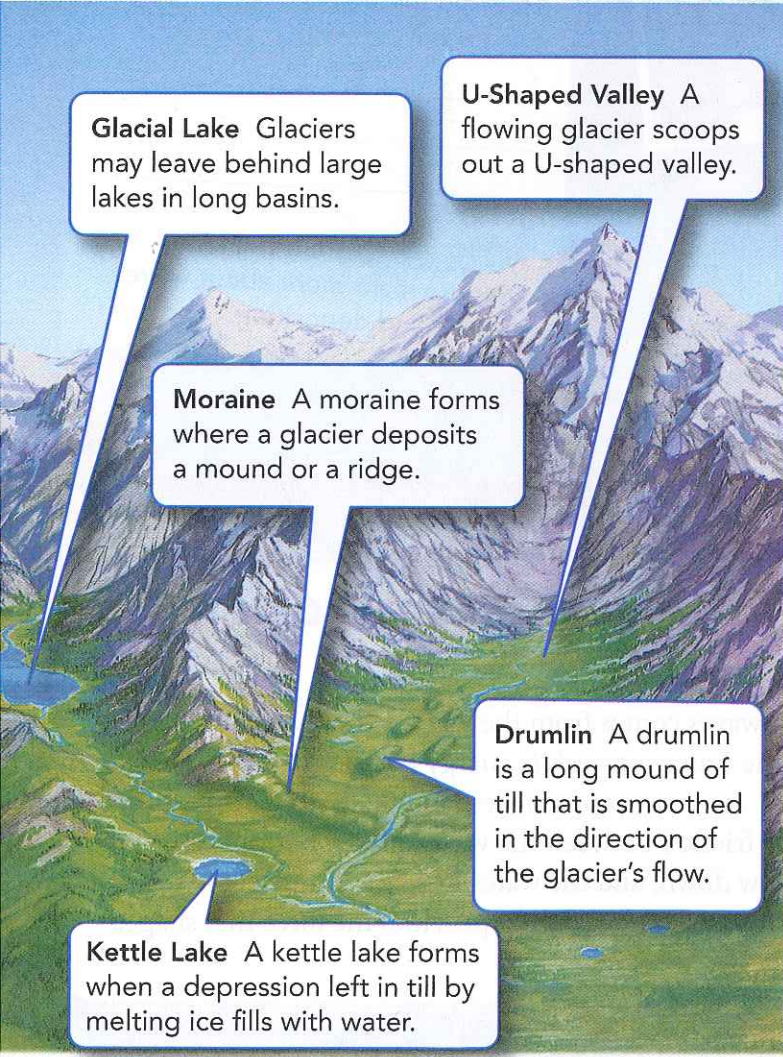 Glacial Lake Glaciers
may leave behind large
lakes in long basins.
U-Shaped Valley A
flowing glacier scoops
out a U-shaped valley.
Moraine A moraine forms
where a glacier deposits
a mound or a ridge.
Drumlin A drumlin
is a long mound of
till that is smoothed
in the direction of
the glacier's flow.
Kettle Lake A kettle lake forms
when a depression left in till by
melting ice fills with water.